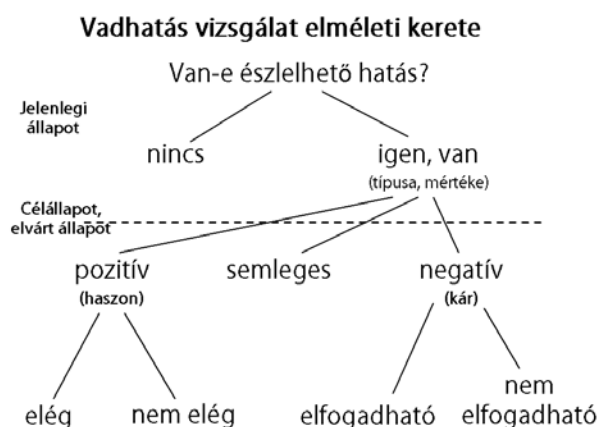 Vadhatás vizsgálat elméleti kerete
Van-e észlelhető hatás?
Jelenlegi
állapot
nincs
igen, van
(típusa, mértéke)
Célállapot,
elvárt állapot
pozitív
(haszon)
semleges
negatív
(kár)
elég
nem elég
elfogadható
nem
elfogadható